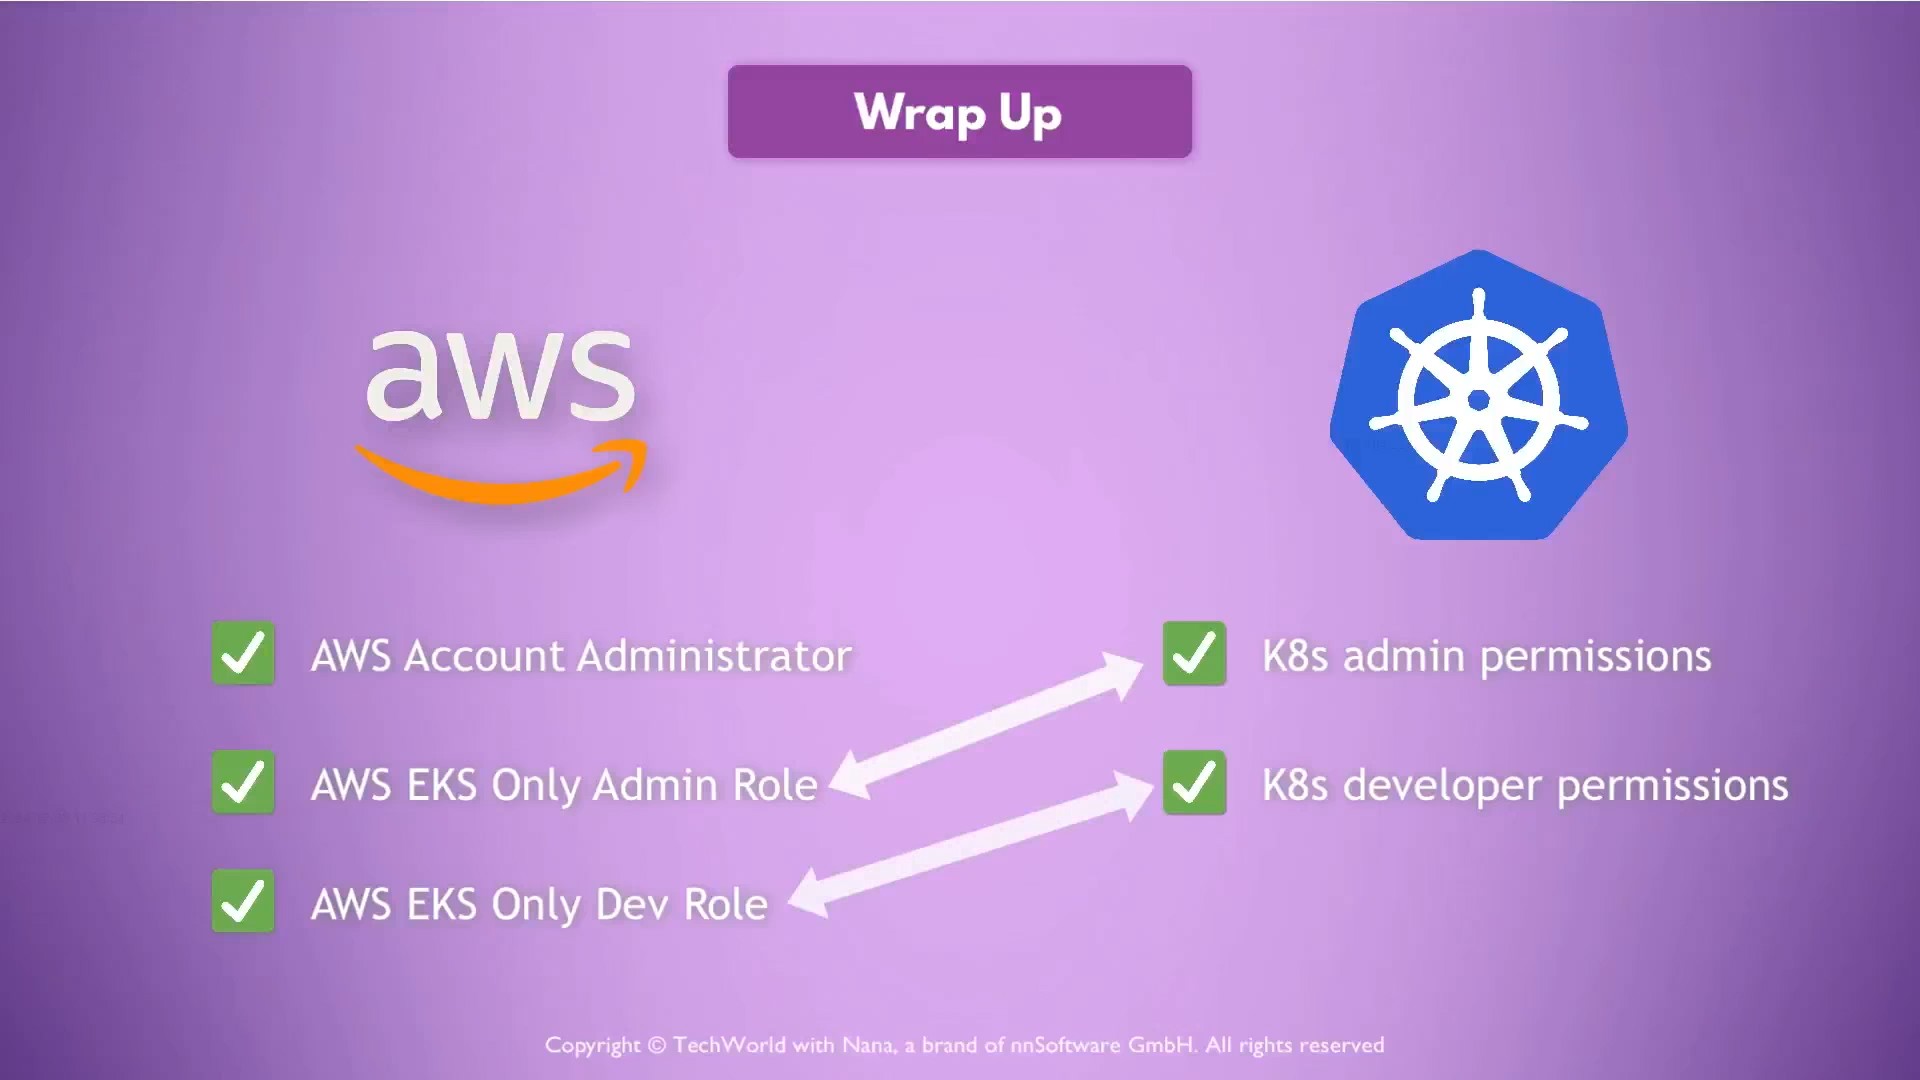 Wrap Up
aws
AWS Account Administrator
AWS EKS Only Admin Role
AWS EKS Only Dev Role
K8s admin permissions
K8s developer permissions
Copyright © TechWorld with Nana, a brand of nnSoftware GmbH. All rights reserved